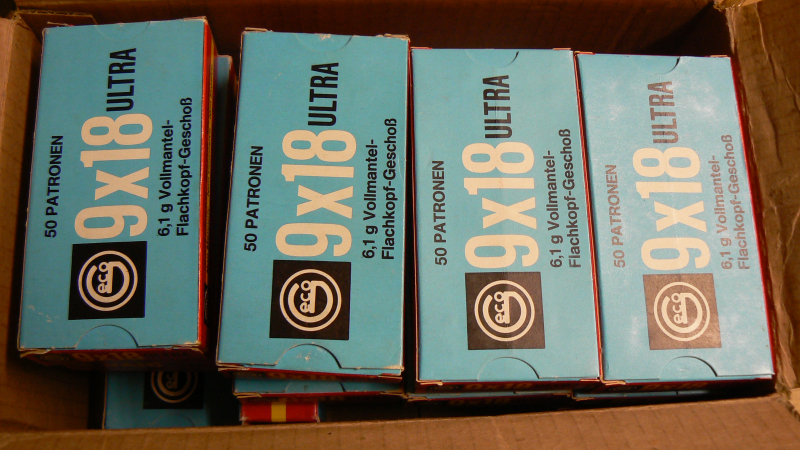 50 PATRONEN
9x18 ULTRA
6,1 g Vollmantel-
Flachkopf-Geschoß
Geco
9x18
50 PATRONEN
9x18 ULTRA
6,1 g Vollmantel-
Flachkopf-Geschoß
Geco
50 PATRONEN
9x18 ULTRA
6,1 g Vollmantel-
Flachkopf-Geschoß
Geco
9x18
50 PATRONEN
9x18 ULTRA
6,1 g Vollmantel-
Flachkopf-Geschoß
Geco